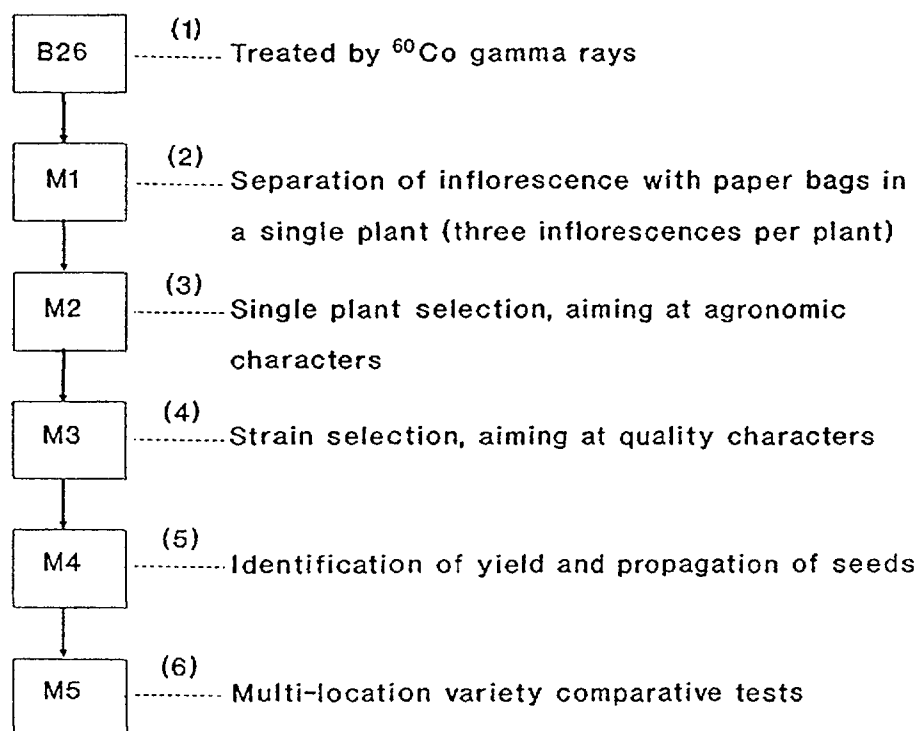 B26 (1) Treated by ⁶⁰Co gamma rays
M1 (2) Separation of inflorescence with paper bags in
a single plant (three inflorescences per plant)
M2 (3) Single plant selection, aiming at agronomic
characters
M3 (4) Strain selection, aiming at quality characters
M4 (5) Identification of yield and propagation of seeds
M5 (6) Multi-location variety comparative tests